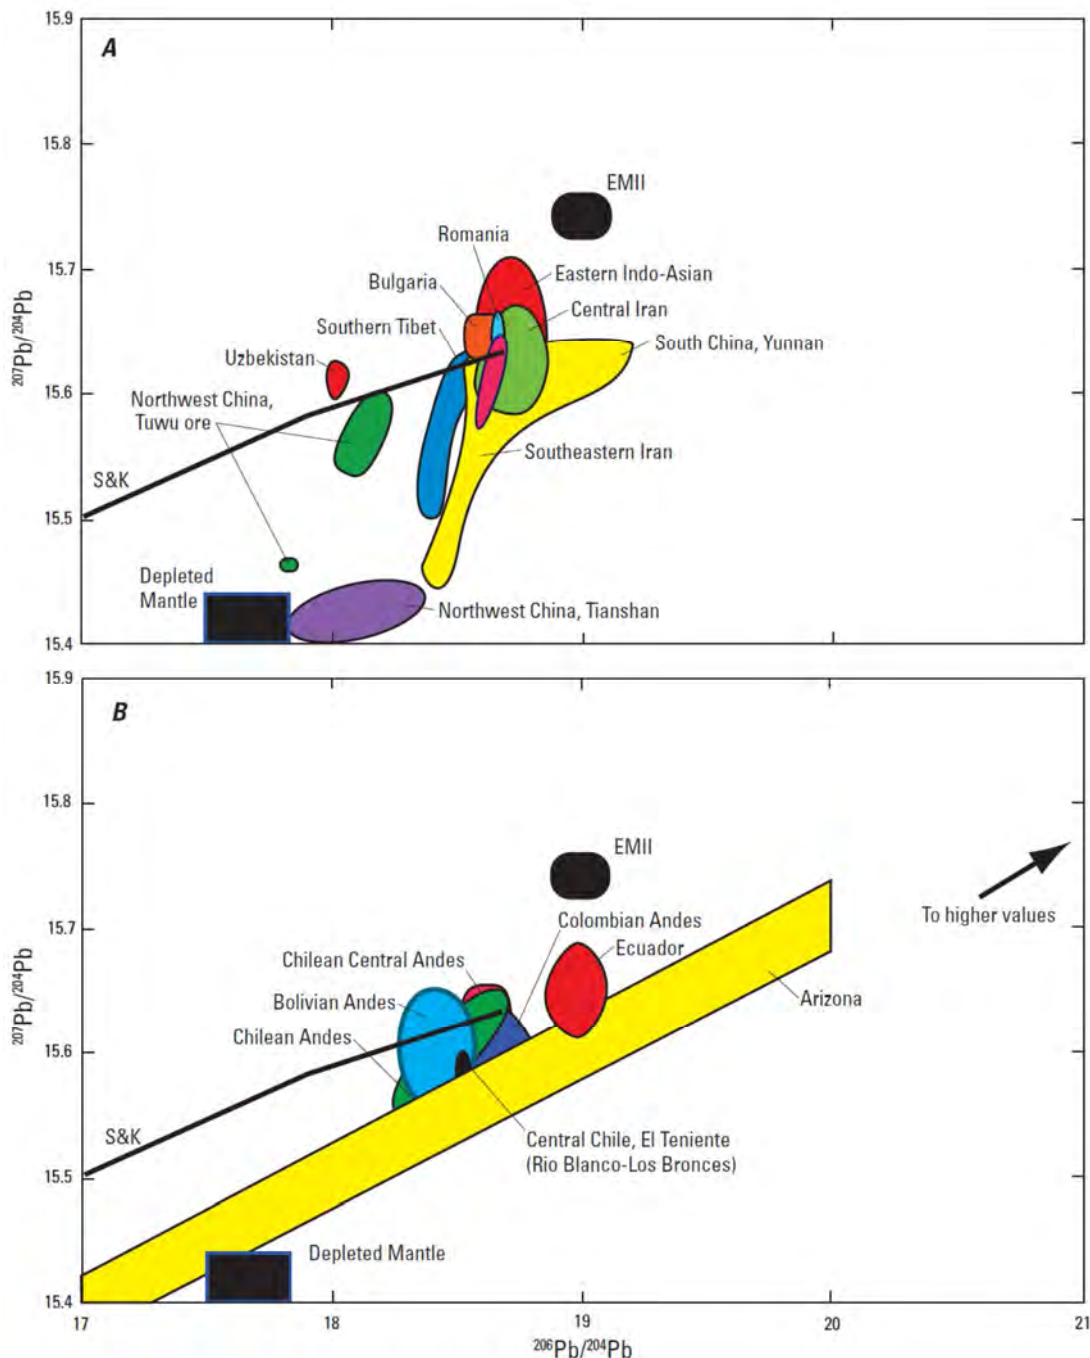 15.9
A
15.8
EMII
Romania
15.7
Eastern Indo-Asian
Bulgaria
Central Iran
Southern Tibet
207Pb/204Pb
South China, Yunnan
Uzbekistan
15.6
Northwest China,
Tuwu ore
Southeastern Iran
S&K
15.5
Depleted
Mantle
Northwest China, Tianshan
15.4
15.9
B
15.8
EMII
15.7
Colombian Andes
To higher values
Ecuador
Chilean Central Andes
Bolivian Andes
Arizona
207Pb/204Pb
Chilean Andes
15.6
S&K
Central Chile, El Teniente
(Rio Blanco-Los Bronces)
15.5
Depleted Mantle
15.4
17
18
19
20
21
206Pb/204Pb